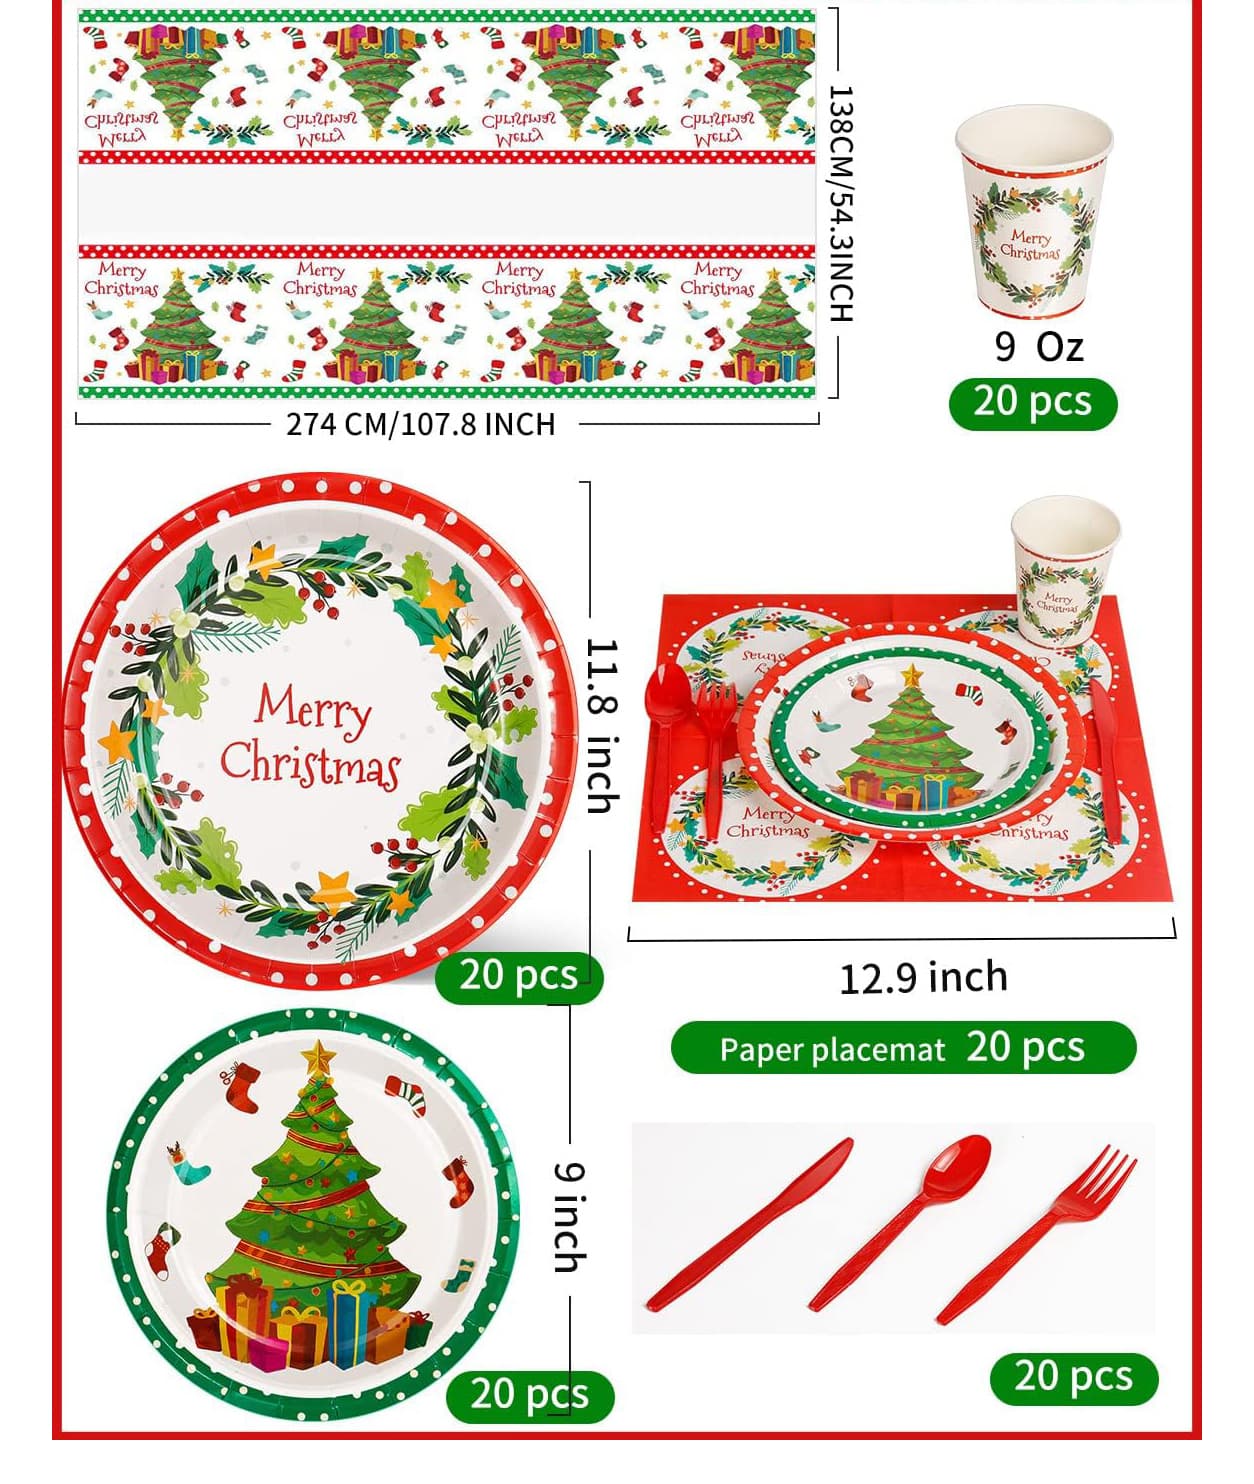 Christmas Christmas Christmas Christmas
Merry Merry Merry Merry
Merry Merry Merry Merry
Christmas Christmas Christmas Christmas
138CM/54.3INCH
274 CM/107.8 INCH
Merry
Christmas
9 Oz
20 pcs
Merry
Christmas
11.8 inch
20 pcs
Merry
Christmas
Merry
Christmas
Christmas
12.9 inch
Paper placemat 20 pcs
9 inch
20 pcs
20 pcs